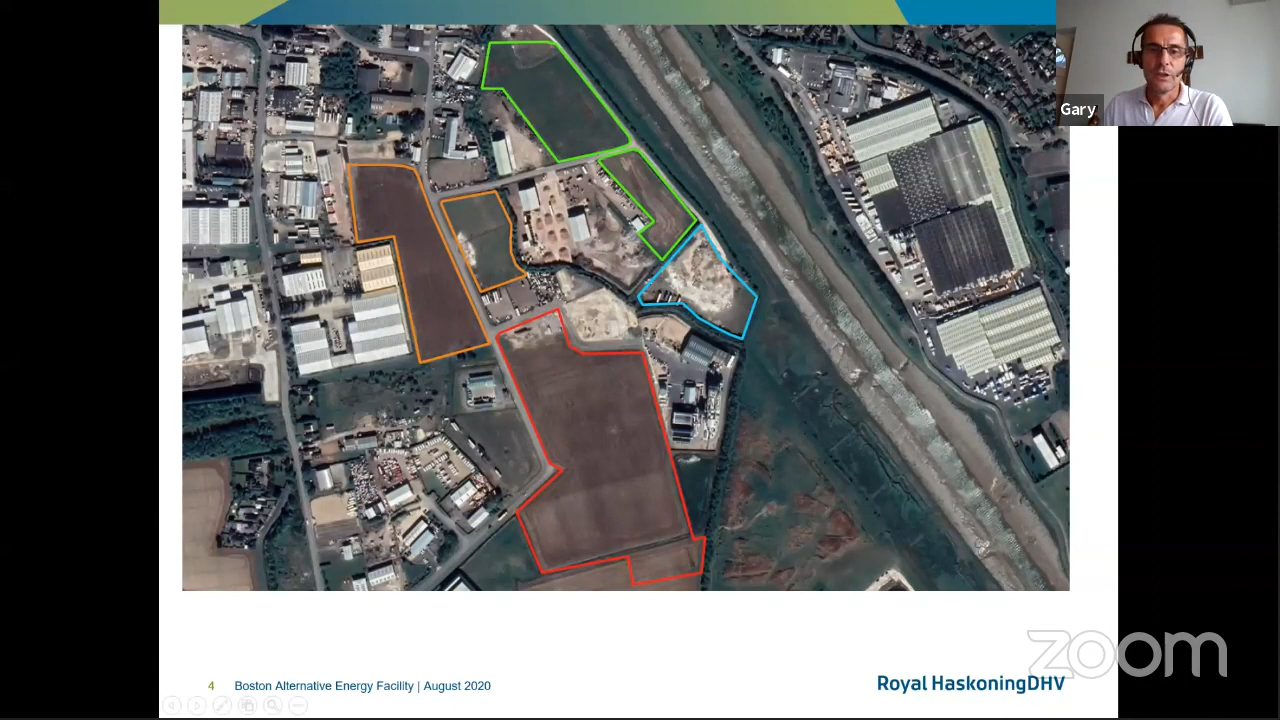 Gary
zoom
4 Boston Alternative Energy Facility | August 2020
Royal HaskoningDHV